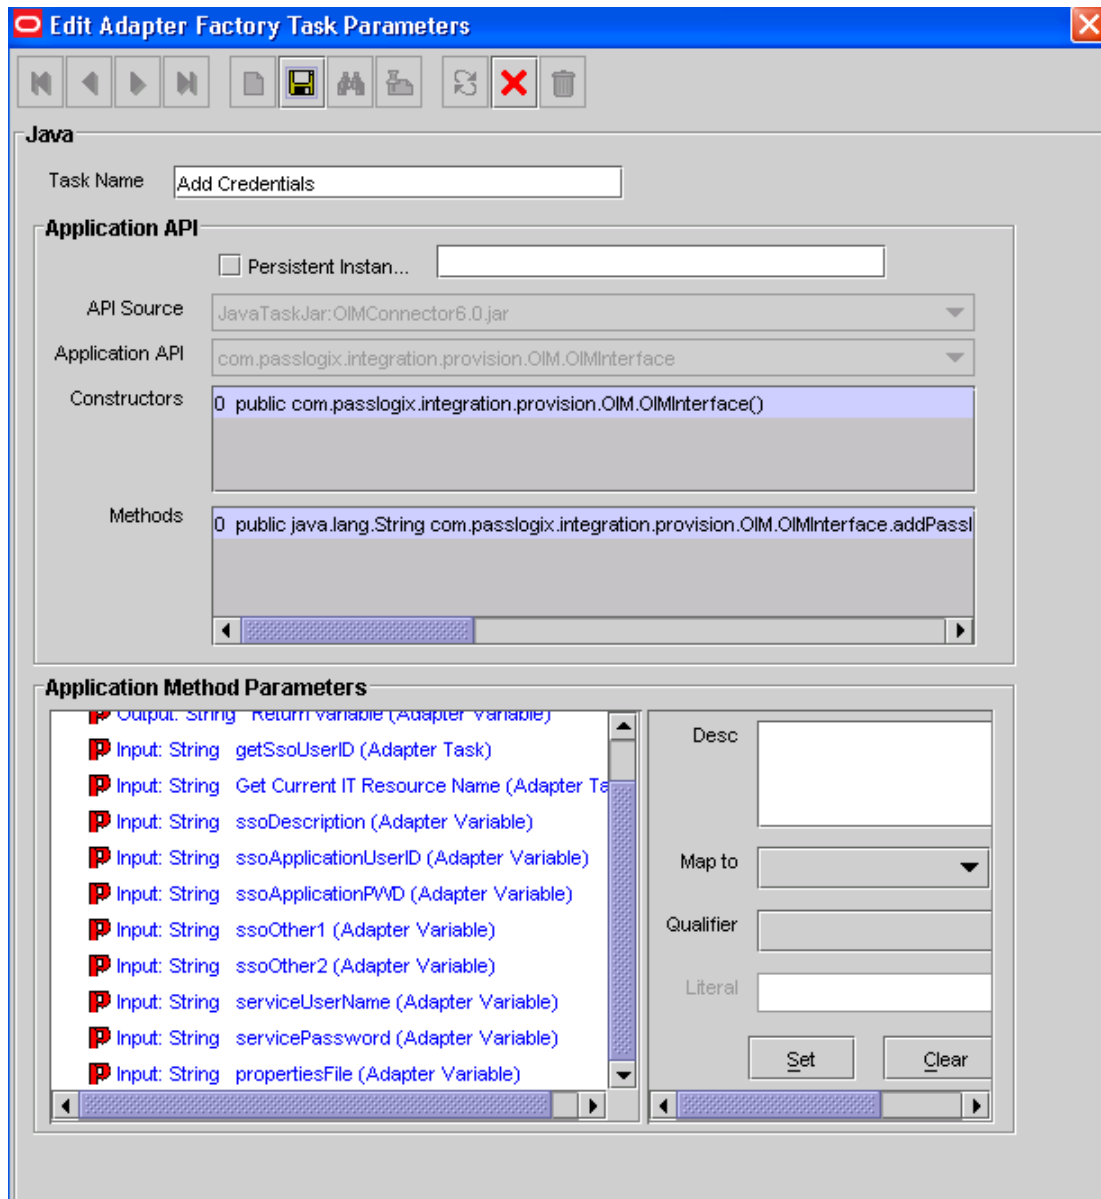 Edit Adapter Factory Task Parameters
Java
Task Name Add Credentials
Application API
Persistent Instan...
API Source JavaTaskJar:OIMConnector6.0.jar
Application API com.passlogix.integration.provision.OIM.OIMInterface
Constructors 0 public com.passlogix.integration.provision.OIM.OIMInterface()
Methods 0 public java.lang.String com.passlogix.integration.provision.OIM.OIMInterface.addPassl
Application Method Parameters
Output: String Return variable (Adapter Variable)
Input: String getSsoUserID (Adapter Task)
Input: String Get Current IT Resource Name (Adapter Ta
Input: String ssoDescription (Adapter Variable)
Input: String ssoApplicationUserID (Adapter Variable)
Input: String ssoApplicationPWD (Adapter Variable)
Input: String ssoOther1 (Adapter Variable)
Input: String ssoOther2 (Adapter Variable)
Input: String serviceUserName (Adapter Variable)
Input: String servicePassword (Adapter Variable)
Input: String propertiesFile (Adapter Variable)
Desc
Map to
Qualifier
Literal
Set Clear